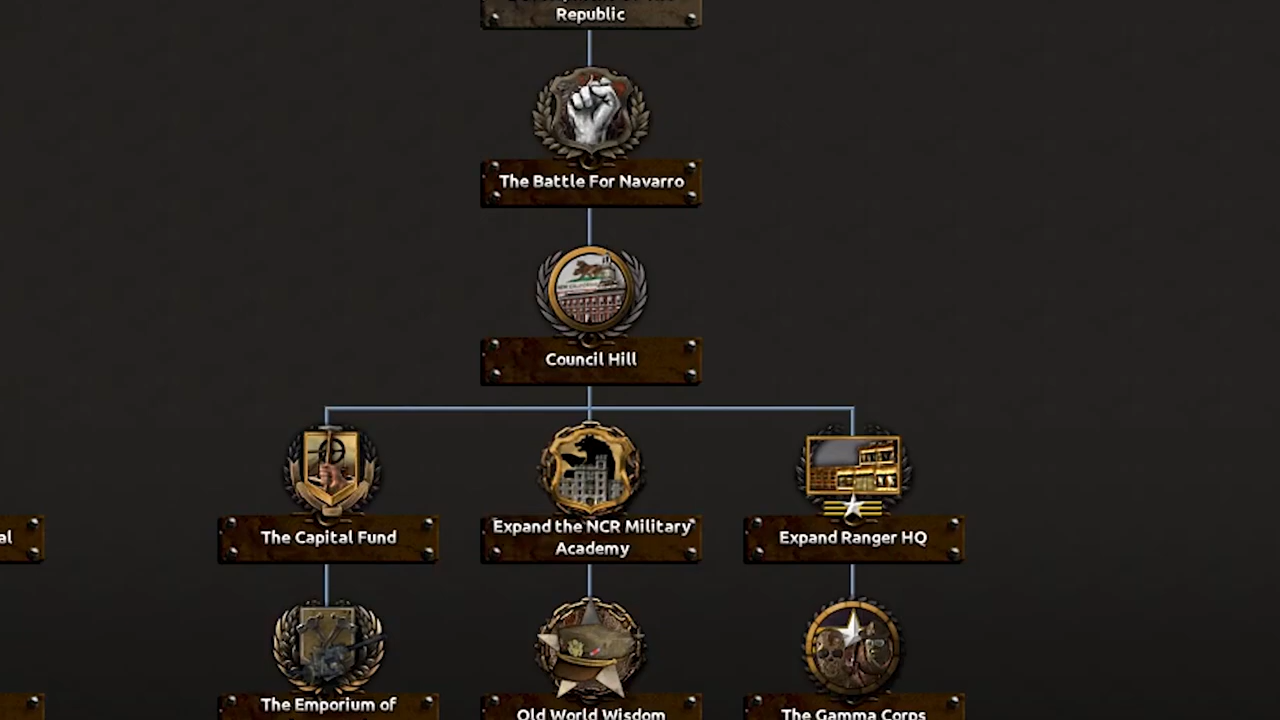 Republic
The Battle For Navarro
Council Hill
al
The Capital Fund
Expand the NCR Military
Academy
Expand Ranger HQ
The Emporium of
Old World Wisdom
The Gamma Corps